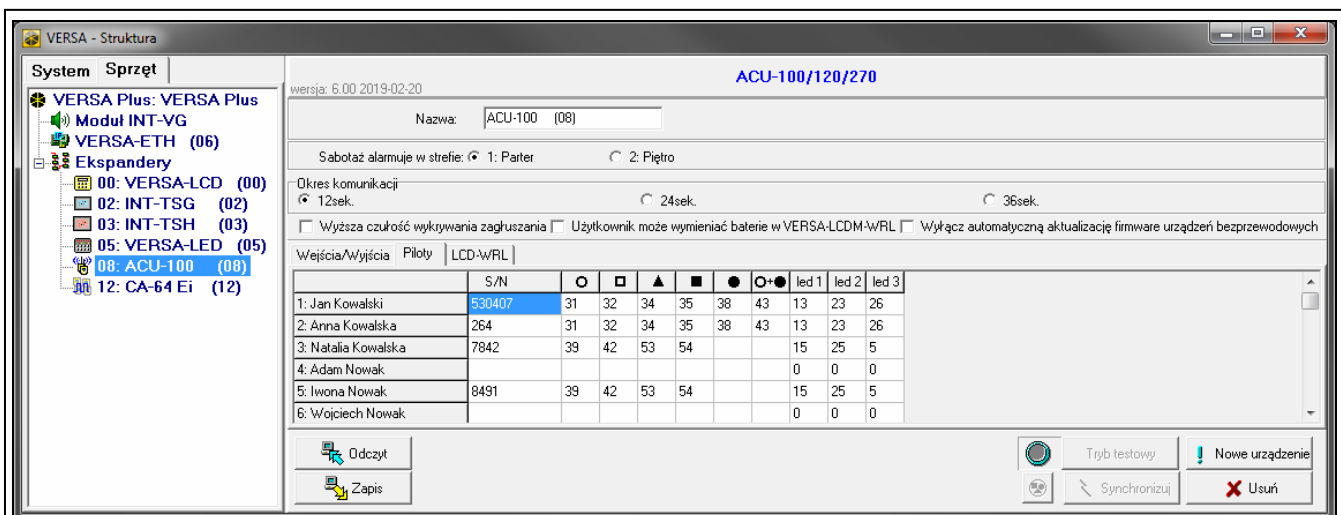 VERSA - Struktura
System Sprzęt
VERSA Plus: VERSA Plus
Moduł INT-VG
VERSA-ETH (06)
Ekspandery
00: VERSA-LCD (00)
02: INT-TSG (02)
03: INT-TSH (03)
05: VERSA-LED (05)
08: ACU-100 (08)
12: CA-64 Ei (12)
wersja: 6.00 2019-02-20
ACU-100/120/270
Nazwa: ACU-100 (08)
Sabotaż alarmuje w strefie: 1: Parter 2: Piętro
Okres komunikacji
12sek. 24sek. 36sek.
Wyższa czułość wykrywania zagłuszania Użytkownik może wymieniać baterie w VERSA-LCDM-WRL Wyłącz automatyczną aktualizację firmware urządzeń bezprzewodowych
Wejścia/Wyjścia Piloty LCD-WRL
S/N led 1 led 2 led 3
1: Jan Kowalski 530407 31 32 34 35 38 43 13 23 26
2: Anna Kowalska 264 31 32 34 35 38 43 13 23 26
3: Natalia Kowalska 7842 39 42 53 54 15 25 5
4: Adam Nowak 0 0 0
5: Iwona Nowak 8491 39 42 53 54 15 25 5
6: Wojciech Nowak 0 0 0
Odczyt Tryb testowy Nowe urządzenie
Zapis Synchronizuj Usuń